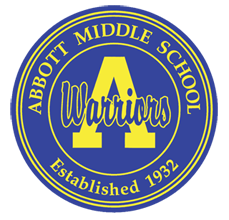 ABBOTT MIDDLE SCHOOL
A
Warriors
Established 1932